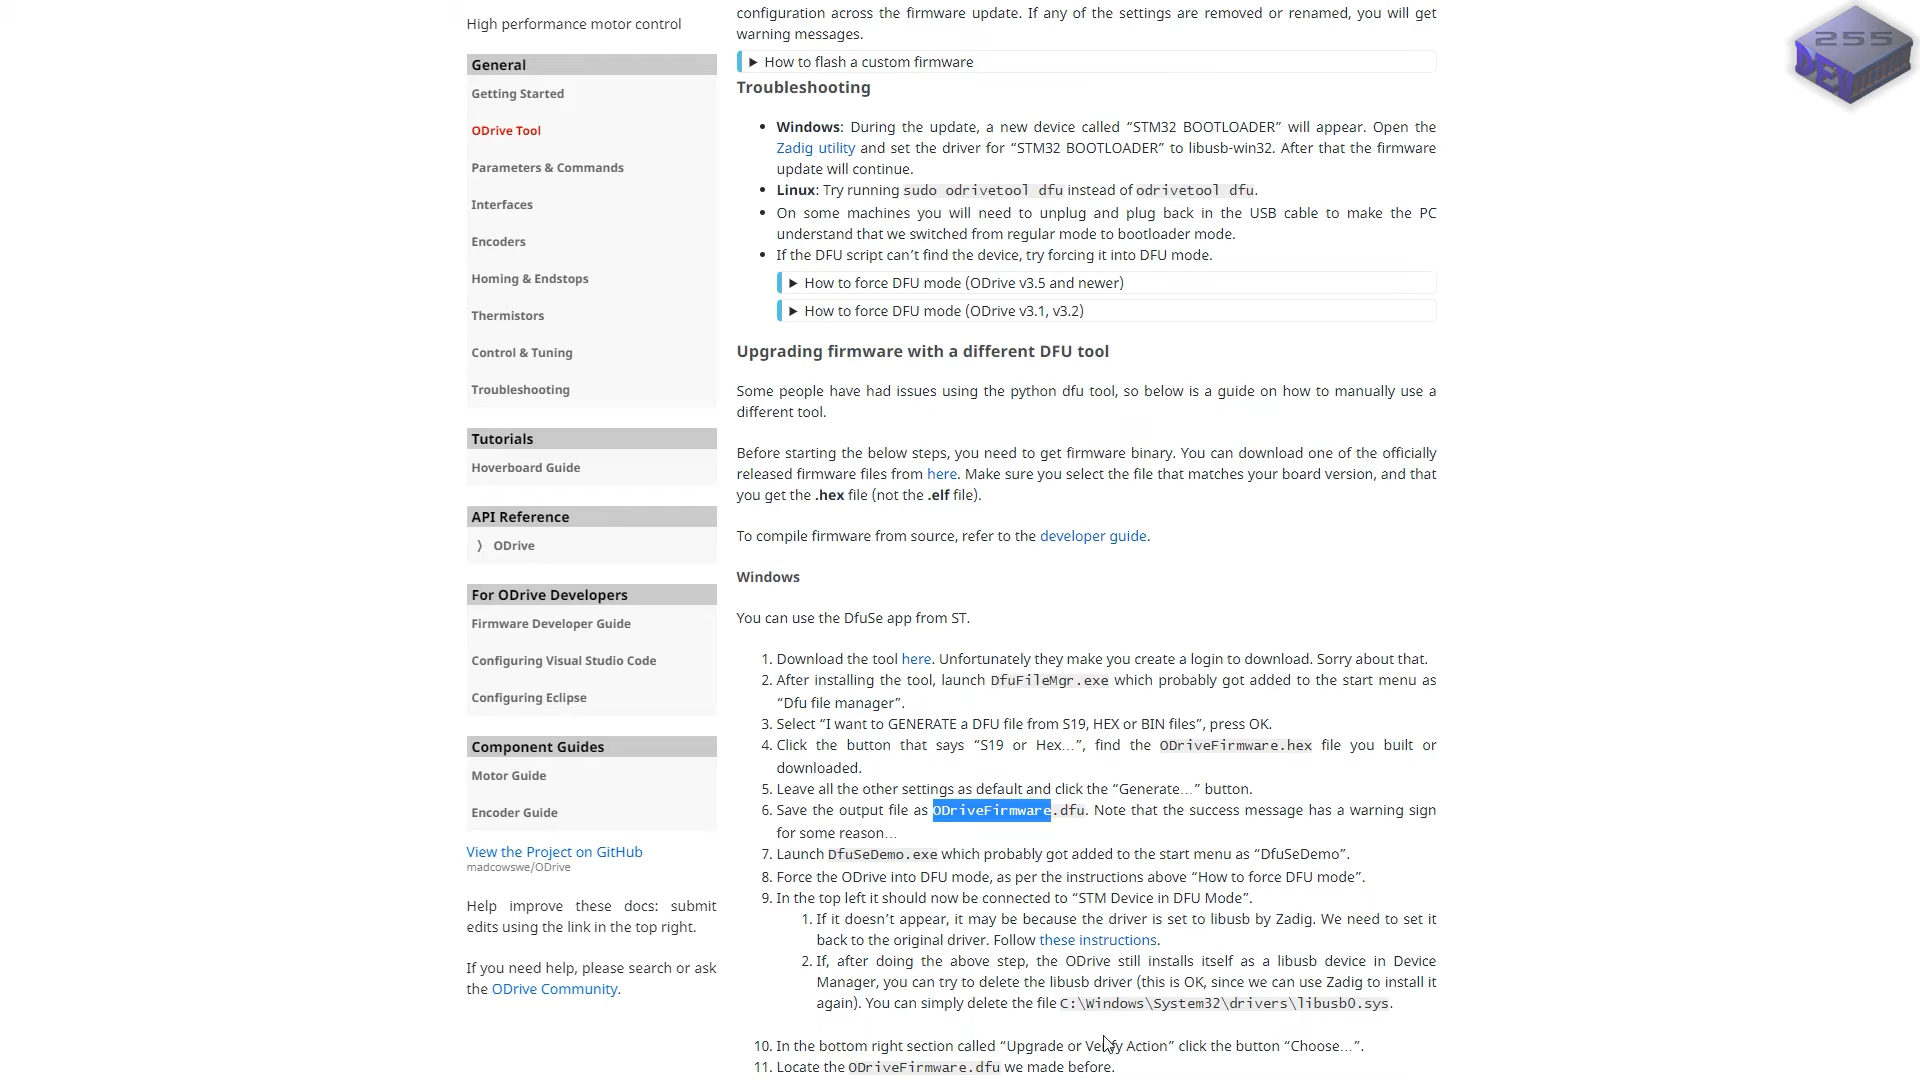 High performance motor control
General
Getting Started
ODrive Tool
Parameters & Commands
Interfaces
Encoders
Homing & Endstops
Thermistors
Control & Tuning
Troubleshooting
Tutorials
Hoverboard Guide
API Reference
❭ ODrive
For ODrive Developers
Firmware Developer Guide
Configuring Visual Studio Code
Configuring Eclipse
Component Guides
Motor Guide
Encoder Guide
View the Project on GitHub
madcowswe/ODrive
Help improve these docs: submit
edits using the link in the top right.
If you need help, please search or ask
the ODrive Community.
configuration across the firmware update. If any of the settings are removed or renamed, you will get
warning messages.
▶ How to flash a custom firmware
Troubleshooting
• Windows: During the update, a new device called “STM32 BOOTLOADER” will appear. Open the
Zadig utility and set the driver for “STM32 BOOTLOADER” to libusb-win32. After that the firmware
update will continue.
• Linux: Try running sudo odrivetool dfu instead of odrivetool dfu.
• On some machines you will need to unplug and plug back in the USB cable to make the PC
understand that we switched from regular mode to bootloader mode.
• If the DFU script can’t find the device, try forcing it into DFU mode.
▶ How to force DFU mode (ODrive v3.5 and newer)
▶ How to force DFU mode (ODrive v3.1, v3.2)
Upgrading firmware with a different DFU tool
Some people have had issues using the python dfu tool, so below is a guide on how to manually use a
different tool.
Before starting the below steps, you need to get firmware binary. You can download one of the officially
released firmware files from here. Make sure you select the file that matches your board version, and that
you get the .hex file (not the .elf file).
To compile firmware from source, refer to the developer guide.
Windows
You can use the DfuSe app from ST.
1. Download the tool here. Unfortunately they make you create a login to download. Sorry about that.
2. After installing the tool, launch DfuFileMgr.exe which probably got added to the start menu as
“Dfu file manager”.
3. Select “I want to GENERATE a DFU file from S19, HEX or BIN files”, press OK.
4. Click the button that says “S19 or Hex…”, find the ODriveFirmware.hex file you built or
downloaded.
5. Leave all the other settings as default and click the “Generate…” button.
6. Save the output file as ODriveFirmware.dfu. Note that the success message has a warning sign
for some reason…
7. Launch DfuSeDemo.exe which probably got added to the start menu as “DfuSeDemo”.
8. Force the ODrive into DFU mode, as per the instructions above “How to force DFU mode”.
9. In the top left it should now be connected to “STM Device in DFU Mode”.
1. If it doesn’t appear, it may be because the driver is set to libusb by Zadig. We need to set it
back to the original driver. Follow these instructions.
2. If, after doing the above step, the ODrive still installs itself as a libusb device in Device
Manager, you can try to delete the libusb driver (this is OK, since we can use Zadig to install it
again). You can simply delete the file C:\Windows\System32\drivers\libusb0.sys.
10. In the bottom right section called “Upgrade or Verify Action” click the button “Choose…”.
11. Locate the ODriveFirmware.dfu we made before.
255
DEV